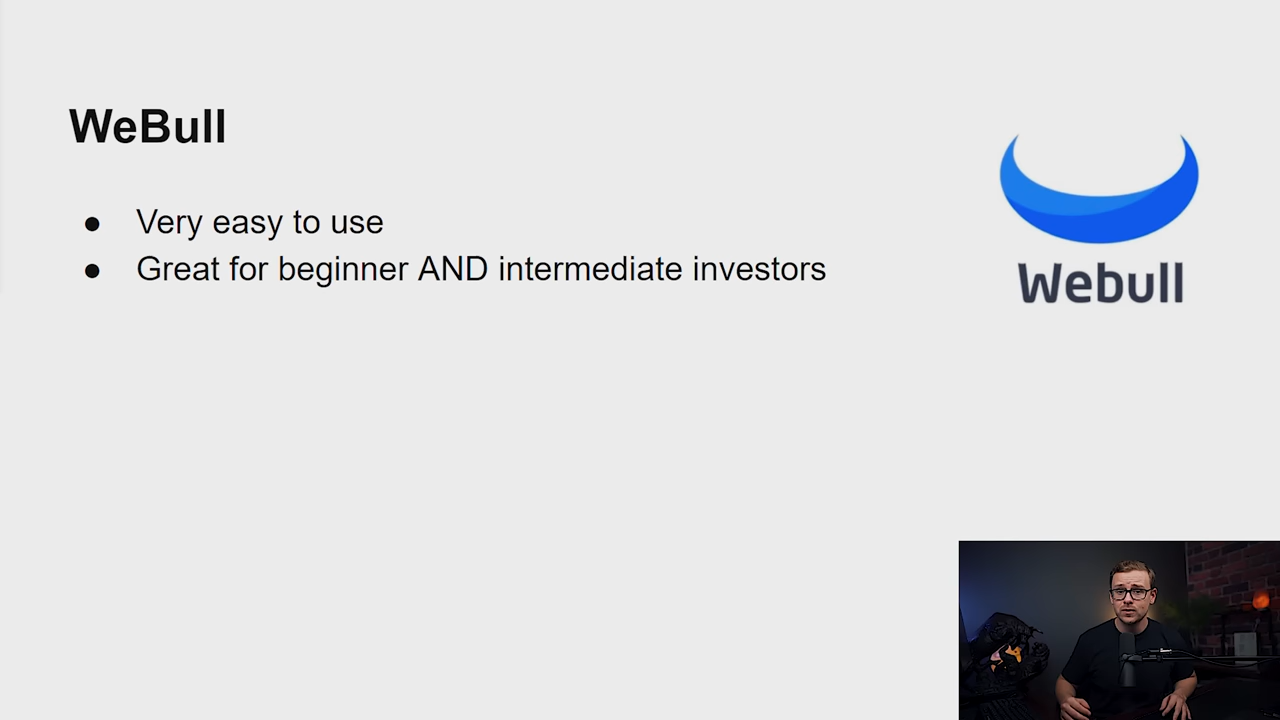 WeBull
● Very easy to use
● Great for beginner AND intermediate investors
Webull